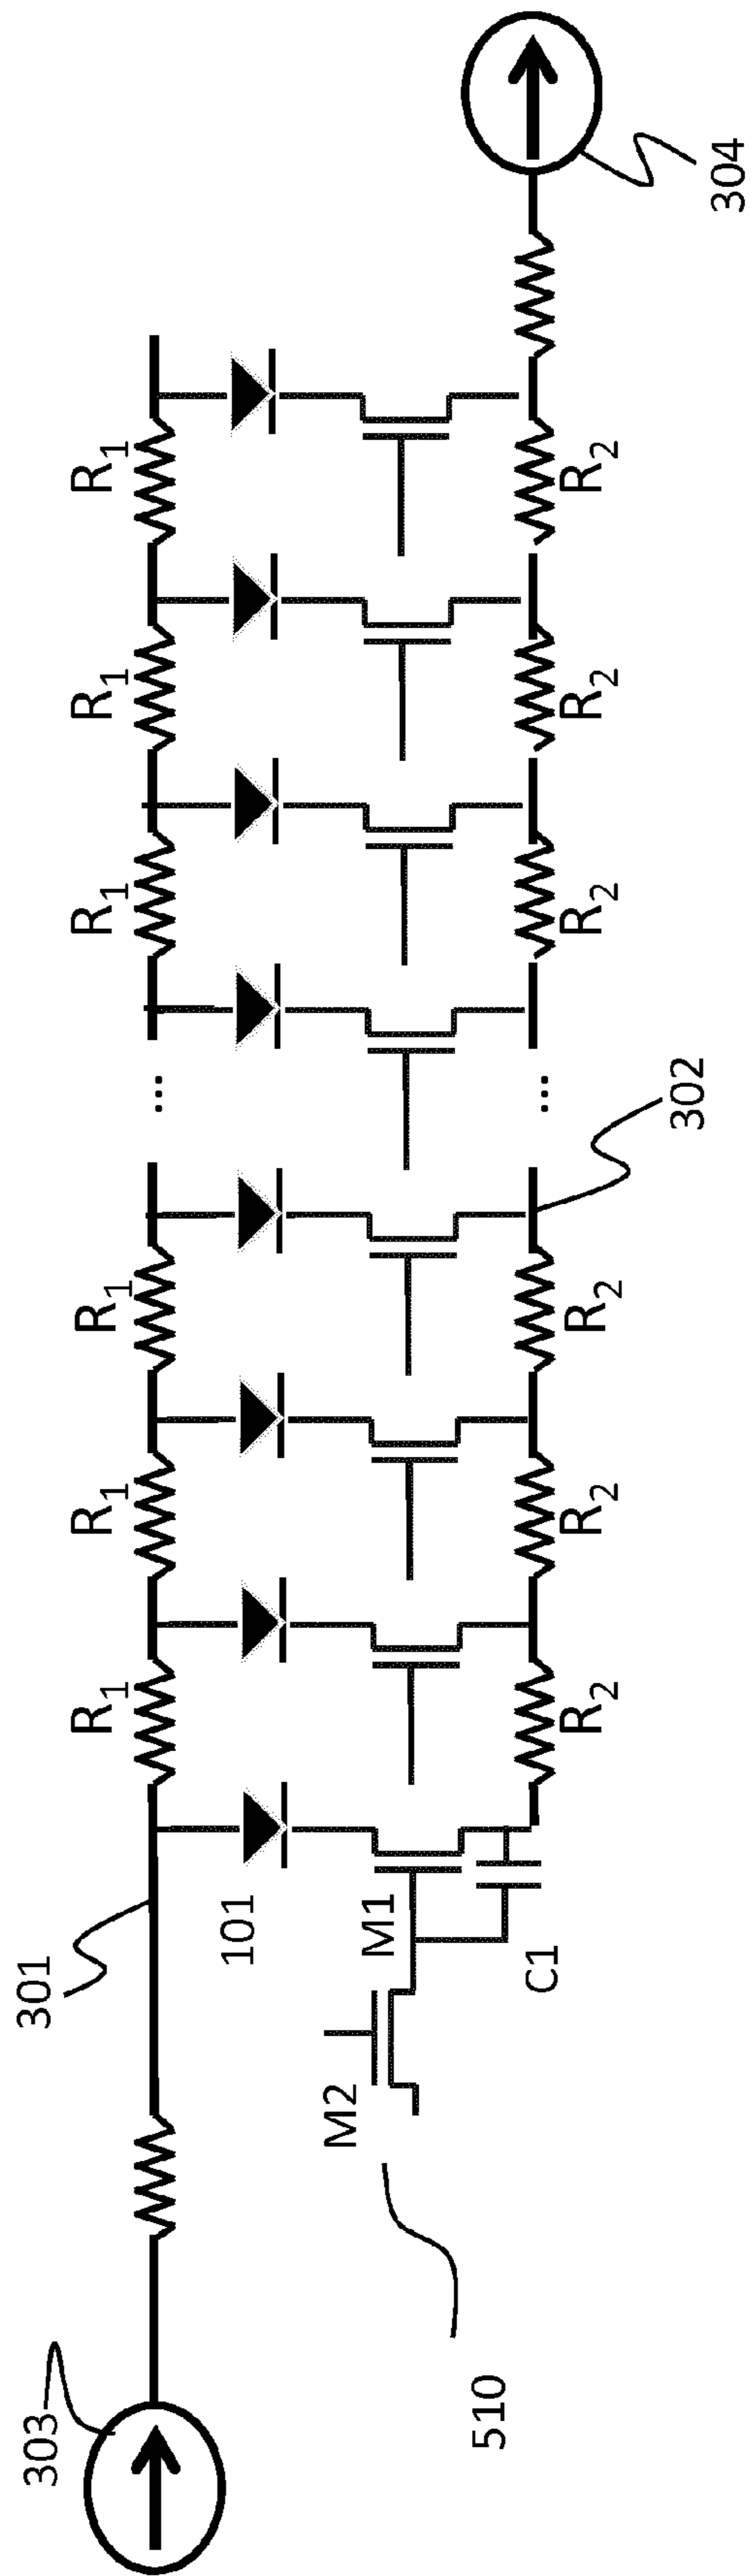 303
301
R₁ R₁ R₁ R₁ R₁ R₁
...
101
M2
M1
510
C1
...
R₂ R₂ R₂ R₂ R₂ R₂
302
304